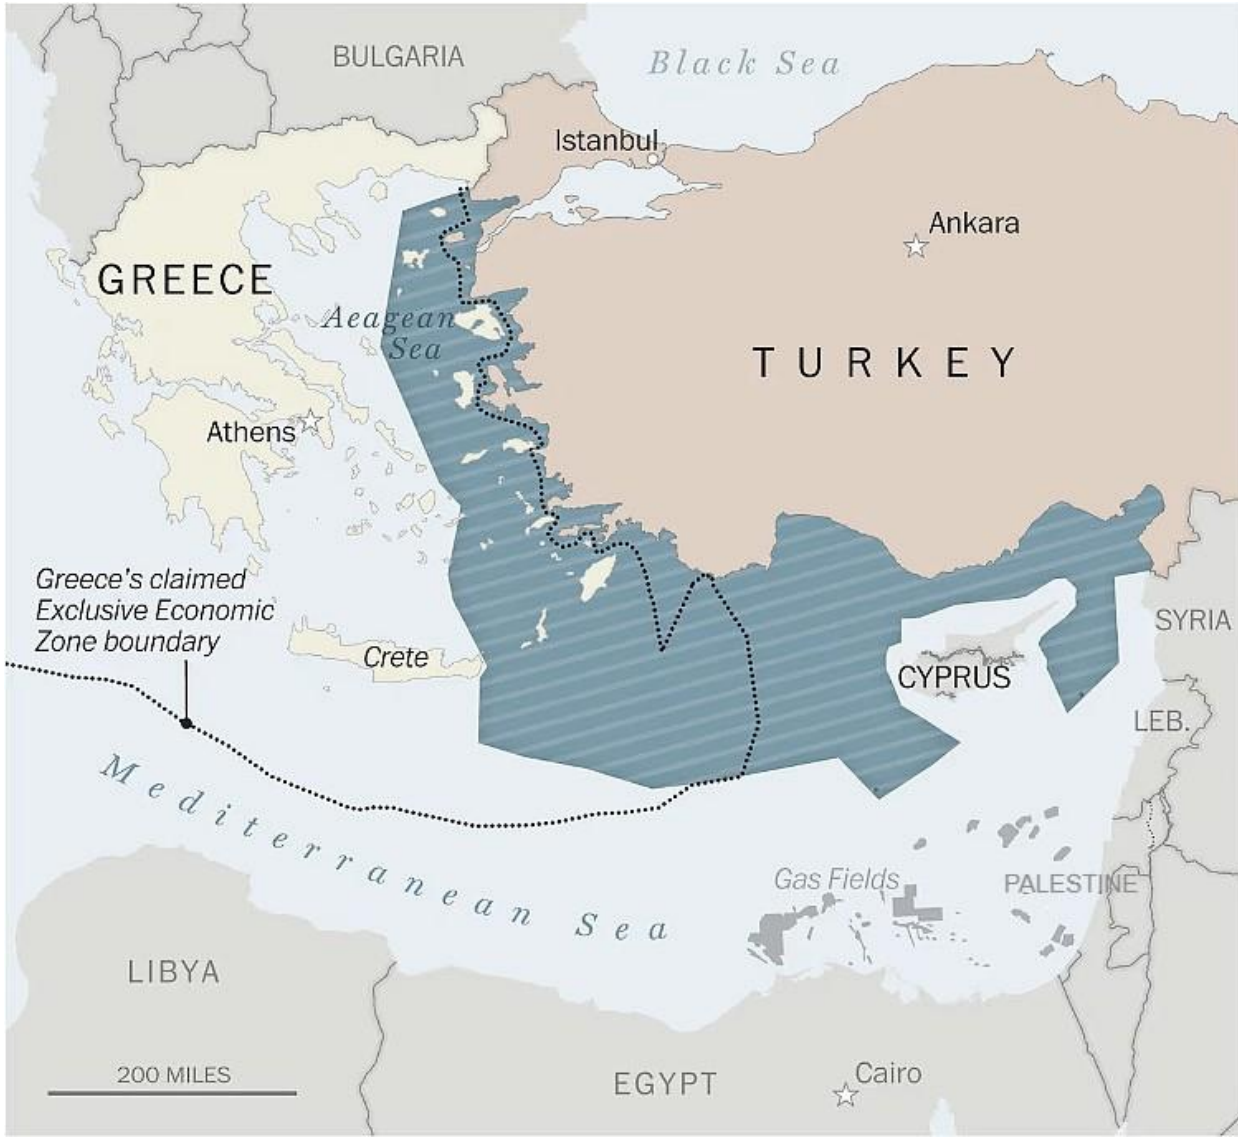 BULGARIA
Black Sea
Istanbul
Ankara
GREECE
Aeagean
Sea
TURKEY
Athens
Greece's claimed
Exclusive Economic
Zone boundary
Crete
CYPRUS
SYRIA
LEB.
Mediterranean Sea
Gas Fields
PALESTINE
LIBYA
200 MILES
EGYPT
Cairo